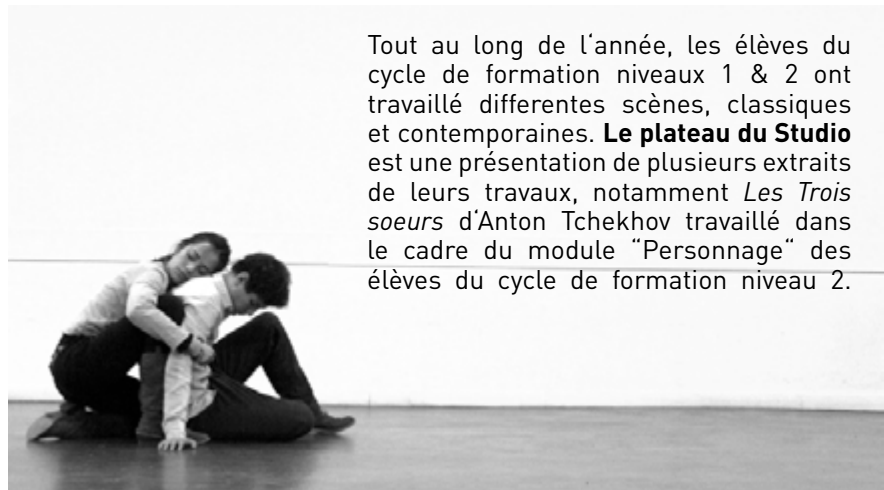 Tout au long de l‘année, les élèves du
cycle de formation niveaux 1 & 2 ont
travaillé differentes scènes, classiques
et contemporaines. Le plateau du Studio
est une présentation de plusieurs extraits
de leurs travaux, notamment Les Trois
soeurs d‘Anton Tchekhov travaillé dans
le cadre du module “Personnage“ des
élèves du cycle de formation niveau 2.